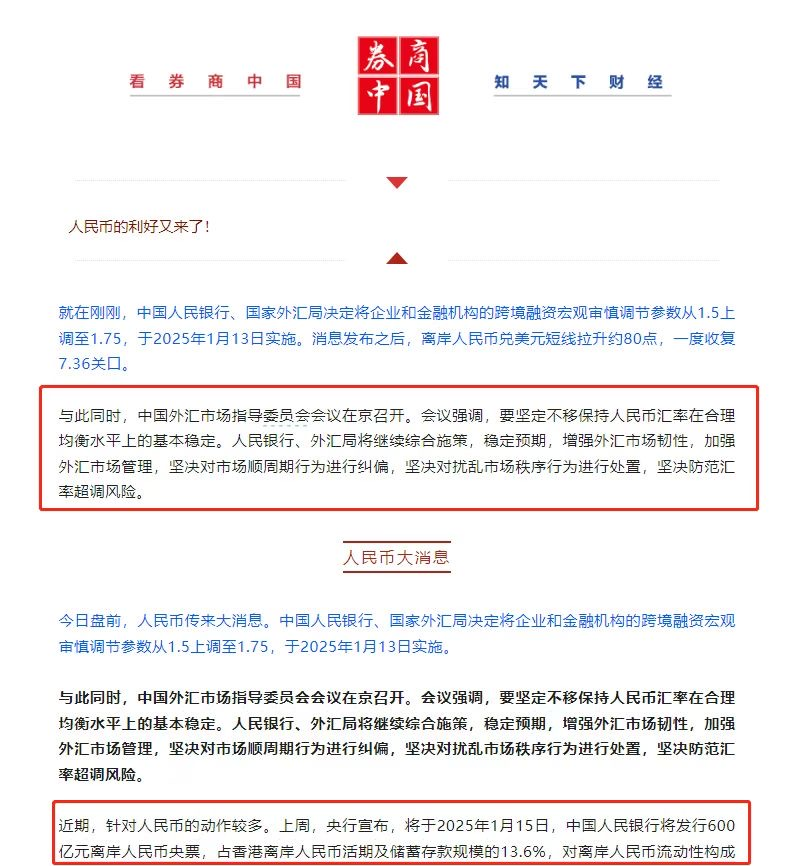 看券商中国
券商
中国
知天下财经
人民币的利好又来了！
就在刚刚，中国人民银行、国家外汇局决定将企业和金融机构的跨境融资宏观审慎调节参数从1.5上
调至1.75，于2025年1月13日实施。消息发布之后，离岸人民币兑美元短线拉升约80点，一度收复
7.36关口。
与此同时，中国外汇市场指导委员会会议在京召开。会议强调，要坚定不移保持人民币汇率在合理
均衡水平上的基本稳定。人民银行、外汇局将继续综合施策，稳定预期，增强外汇市场韧性，加强
外汇市场管理，坚决对市场顺周期行为进行纠偏，坚决对扰乱市场秩序行为进行处置，坚决防范汇
率超调风险。
人民币大消息
今日盘前，人民币传来大消息。中国人民银行、国家外汇局决定将企业和金融机构的跨境融资宏观
审慎调节参数从1.5上调至1.75，于2025年1月13日实施。
与此同时，中国外汇市场指导委员会会议在京召开。会议强调，要坚定不移保持人民币汇率在合理
均衡水平上的基本稳定。人民银行、外汇局将继续综合施策，稳定预期，增强外汇市场韧性，加强
外汇市场管理，坚决对市场顺周期行为进行纠偏，坚决对扰乱市场秩序行为进行处置，坚决防范汇
率超调风险。
近期，针对人民币的动作较多。上周，央行宣布，将于2025年1月15日，中国人民银行将发行600
亿元离岸人民币央票，占香港离岸人民币活期及储蓄存款规模的13.6%，对离岸人民币流动性构成